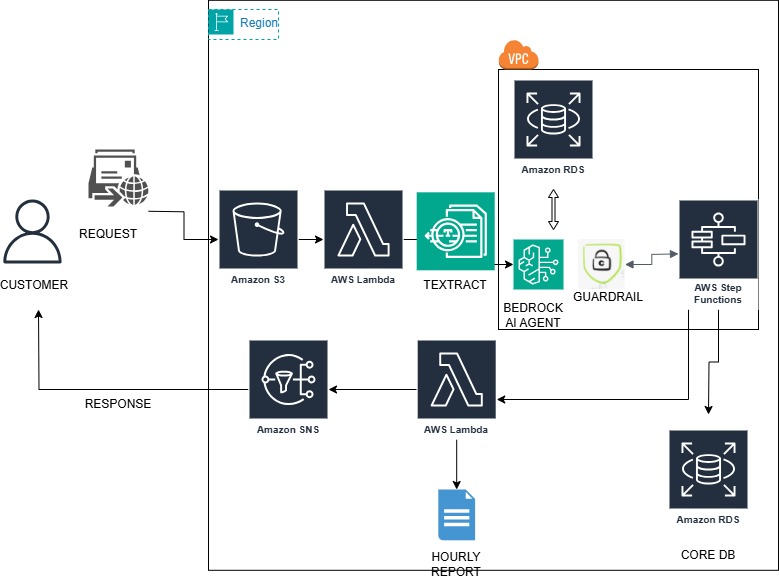 Region
VPC
Amazon RDS
REQUEST
CUSTOMER
Amazon S3
AWS Lambda
TEXTRACT
BEDROCK
AI AGENT
GUARDRAIL
AWS Step
Functions
RESPONSE
Amazon SNS
AWS Lambda
Amazon RDS
HOURLY
REPORT
CORE DB